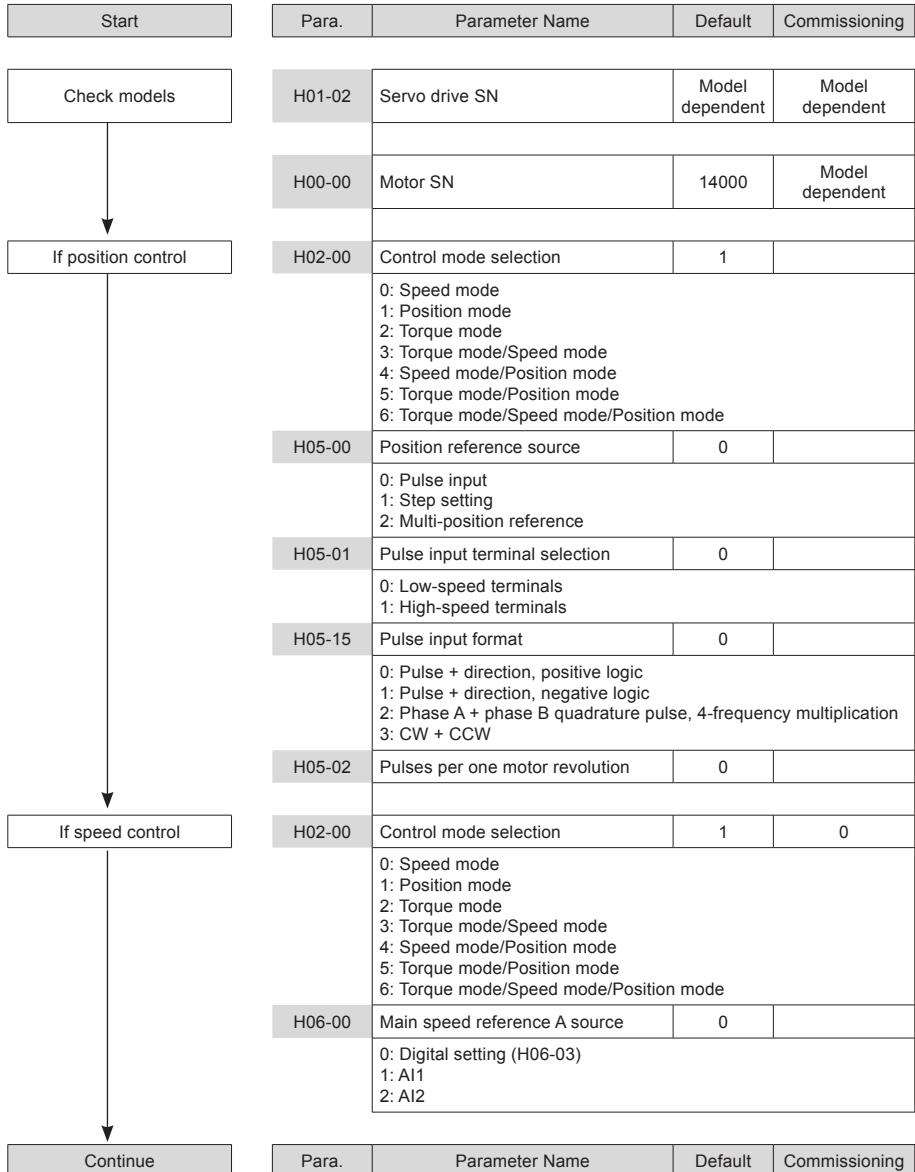 Start Para. Parameter Name Default Commissioning
Check models H01-02 Servo drive SN Model dependent Model dependent
H00-00 Motor SN 14000 Model dependent
If position control H02-00 Control mode selection 1
0: Speed mode
1: Position mode
2: Torque mode
3: Torque mode/Speed mode
4: Speed mode/Position mode
5: Torque mode/Position mode
6: Torque mode/Speed mode/Position mode
H05-00 Position reference source 0
0: Pulse input
1: Step setting
2: Multi-position reference
H05-01 Pulse input terminal selection 0
0: Low-speed terminals
1: High-speed terminals
H05-15 Pulse input format 0
0: Pulse + direction, positive logic
1: Pulse + direction, negative logic
2: Phase A + phase B quadrature pulse, 4-frequency multiplication
3: CW + CCW
H05-02 Pulses per one motor revolution 0
If speed control H02-00 Control mode selection 1 0
0: Speed mode
1: Position mode
2: Torque mode
3: Torque mode/Speed mode
4: Speed mode/Position mode
5: Torque mode/Position mode
6: Torque mode/Speed mode/Position mode
H06-00 Main speed reference A source 0
0: Digital setting (H06-03)
1: AI1
2: AI2
Continue Para. Parameter Name Default Commissioning